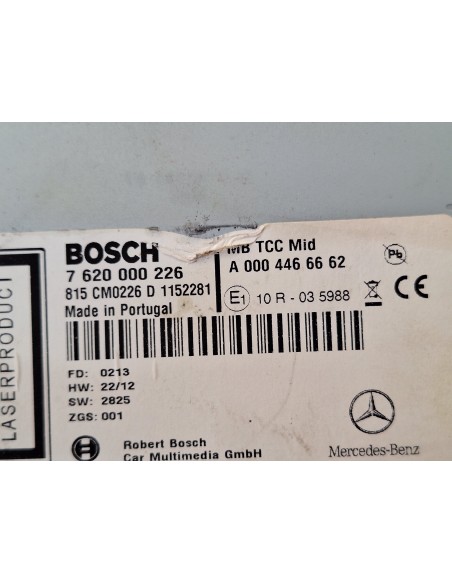 LASERPRODUCT
BOSCH
7 620 000 226
815 CM0226 D 1152281
Made in Portugal
MB TCC Mid
A 000 446 66 62
E1 10 R - 03 5988
Pb
CE
FD: 0213
HW: 22/12
SW: 2825
ZGS: 001
Robert Bosch
Car Multimedia GmbH
Mercedes-Benz